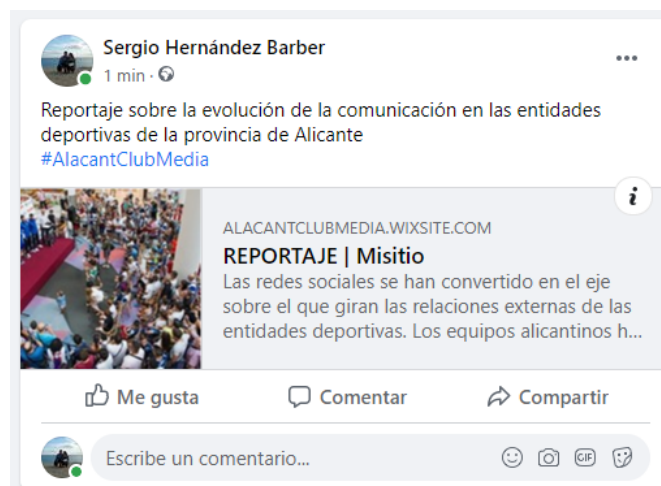 Sergio Hernández Barber
1 min ·
Reportaje sobre la evolución de la comunicación en las entidades
deportivas de la provincia de Alicante
#AlacantClubMedia
i
ALACANTCLUBMEDIA.WIXSITE.COM
REPORTAJE | Misitio
Las redes sociales se han convertido en el eje
sobre el que giran las relaciones externas de las
entidades deportivas. Los equipos alicantinos h...
Me gusta
Comentar
Compartir
Escribe un comentario...
GIF